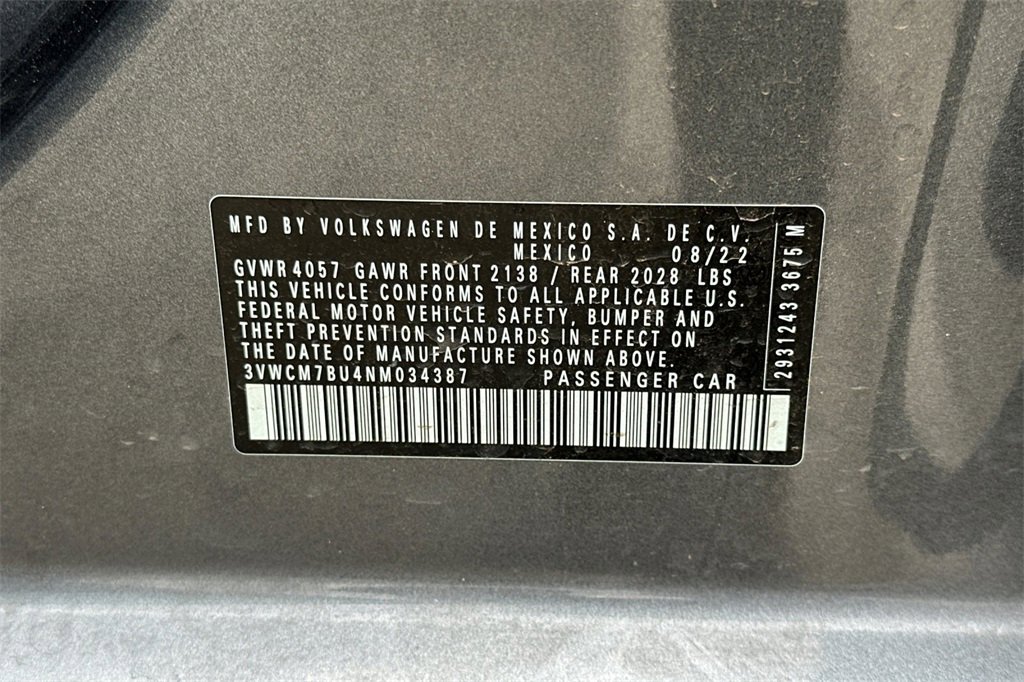 MFD BY VOLKSWAGEN DE MEXICO S.A. DE C.V.
MEXICO 08/22
GVWR 4057 GAWR FRONT 2138 / REAR 2028 LBS
THIS VEHICLE CONFORMS TO ALL APPLICABLE U.S.
FEDERAL MOTOR VEHICLE SAFETY, BUMPER AND
THEFT PREVENTION STANDARDS IN EFFECT ON
THE DATE OF MANUFACTURE SHOWN ABOVE.
3VWCM7BU4NM034387 PASSENGER CAR
2931243 3675 M